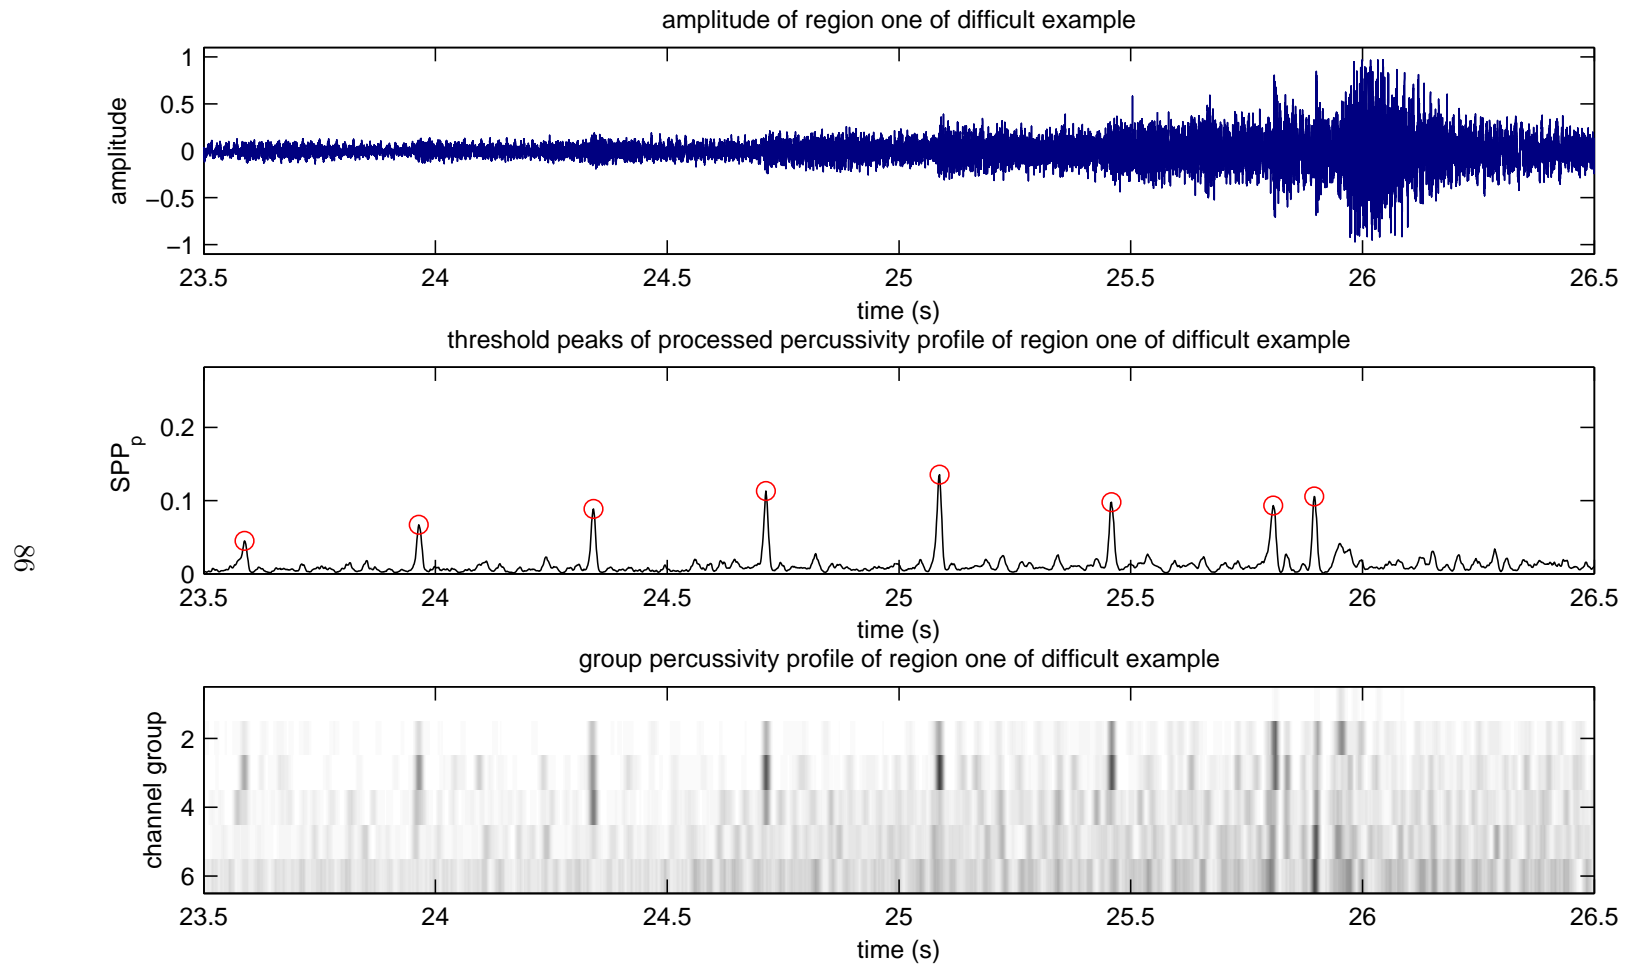 amplitude of region one of difficult example
1
0.5
0
−0.5
−1
amplitude
23.5 24 24.5 25 25.5 26 26.5
time (s)
threshold peaks of processed percussivity profile of region one of difficult example
0.2
0.1
0
SPPp
23.5 24 24.5 25 25.5 26 26.5
time (s)
group percussivity profile of region one of difficult example
2
4
6
channel group
23.5 24 24.5 25 25.5 26 26.5
time (s)
98